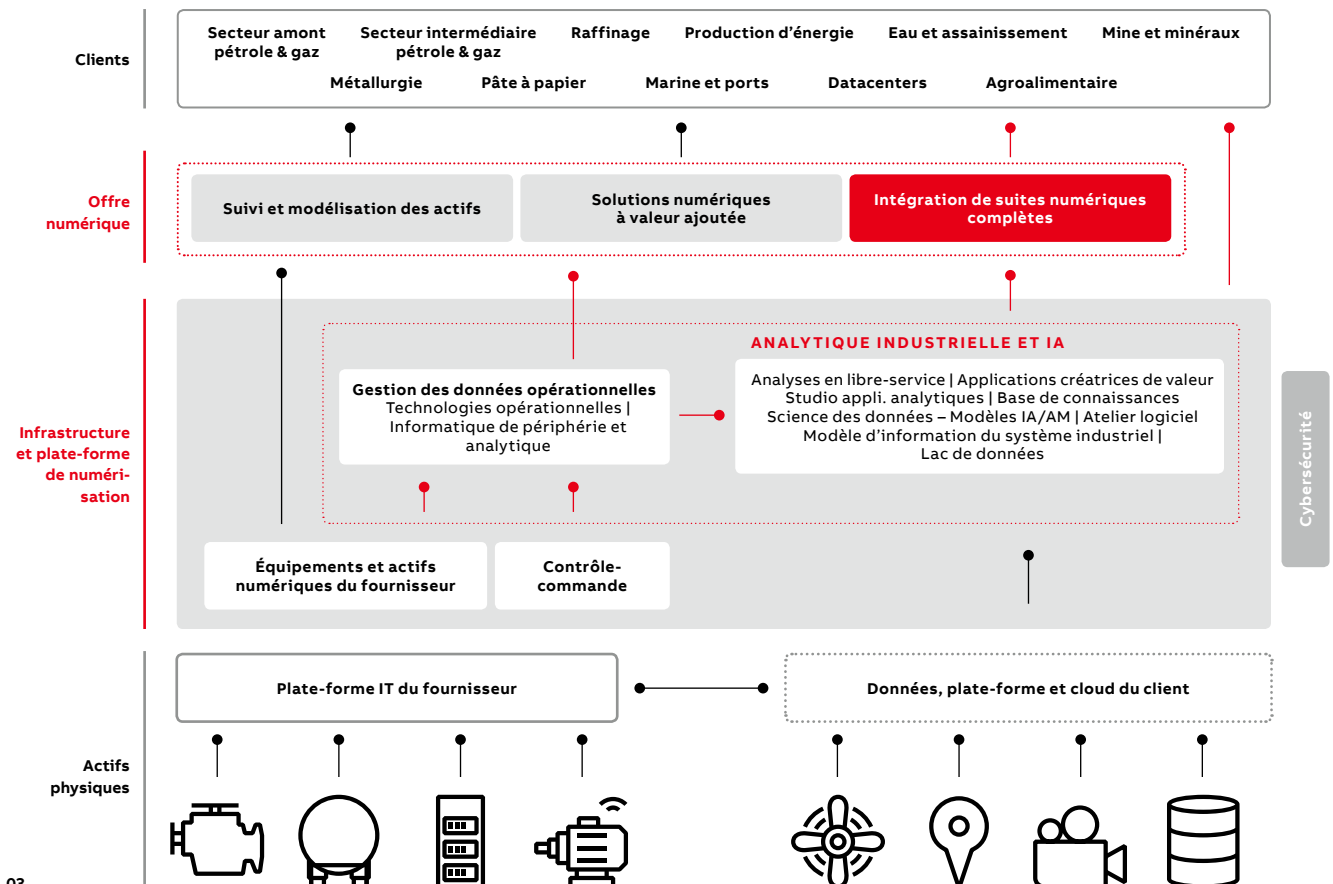 Clients
Secteur amont
pétrole & gaz
Secteur intermédiaire
pétrole & gaz
Raffinage
Production d’énergie
Eau et assainissement
Mine et minéraux
Métallurgie
Pâte à papier
Marine et ports
Datacenters
Agroalimentaire
Offre
numérique
Suivi et modélisation des actifs
Solutions numériques
à valeur ajoutée
Intégration de suites numériques
complètes
Infrastructure
et plate-forme
de numéri-
sation
ANALYTIQUE INDUSTRIELLE ET IA
Gestion des données opérationnelles
Technologies opérationnelles |
Informatique de périphérie et
analytique
Analyses en libre-service | Applications créatrices de valeur
Studio appli. analytiques | Base de connaissances
Science des données – Modèles IA/AM | Atelier logiciel
Modèle d’information du système industriel |
Lac de données
Équipements et actifs
numériques du fournisseur
Contrôle-
commande
Cybersécurité
Actifs
physiques
Plate-forme IT du fournisseur
Données, plate-forme et cloud du client
03